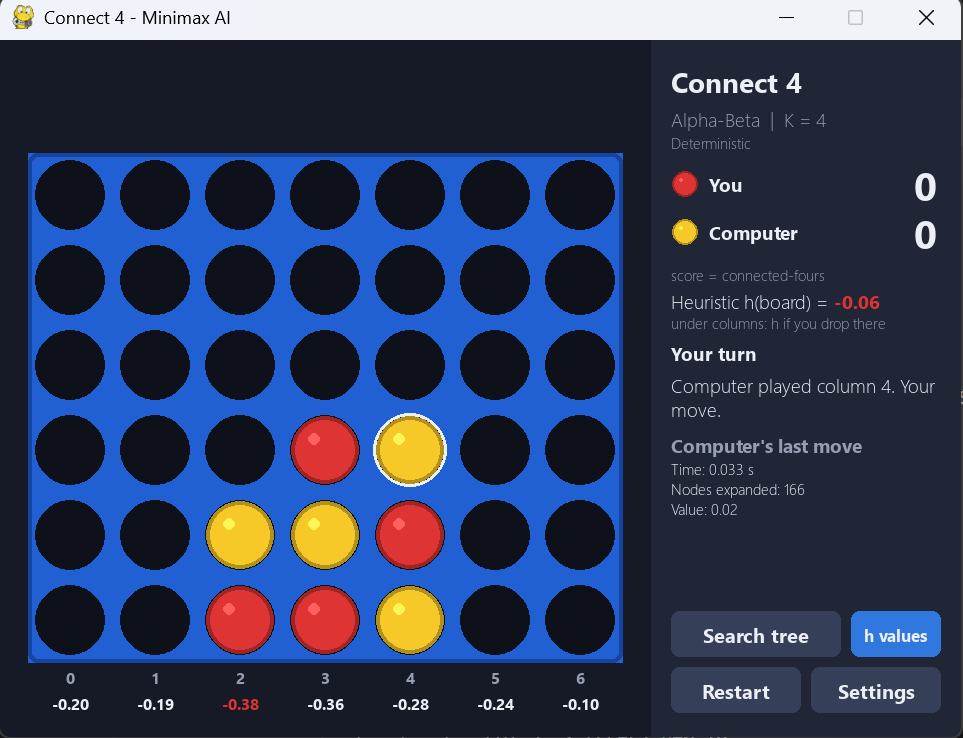 Connect 4 - Minimax AI
Connect 4
Alpha-Beta | K = 4
Deterministic
You 0
Computer 0
score = connected-fours
Heuristic h(board) = -0.06
under columns: h if you drop there
Your turn
Computer played column 4. Your
move.
Computer's last move
Time: 0.033 s
Nodes expanded: 166
Value: 0.02
Search tree h values
Restart Settings
0 1 2 3 4 5 6
-0.20 -0.19 -0.38 -0.36 -0.28 -0.24 -0.10